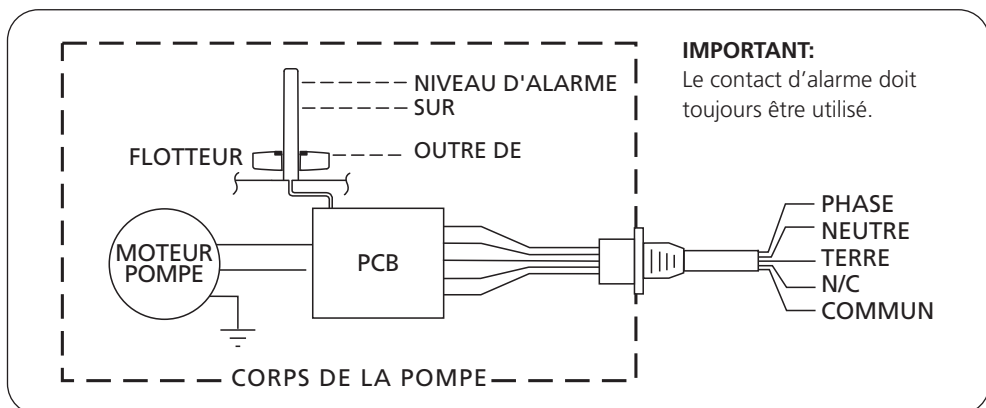 IMPORTANT:
Le contact d’alarme doit
toujours être utilisé.
NIVEAU D'ALARME
SUR
FLOTTEUR
OUTRE DE
MOTEUR
POMPE
PCB
PHASE
NEUTRE
TERRE
N/C
COMMUN
CORPS DE LA POMPE